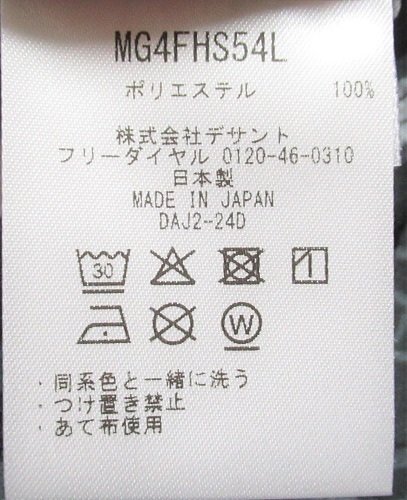 MG4FHS54L
ポリエステル 100%
株式会社デサント
フリーダイヤル 0120-46-0310
日本製
MADE IN JAPAN
DAJ2-24D
30
W
・同系色と一緒に洗う
・つけ置き禁止
・あて布使用